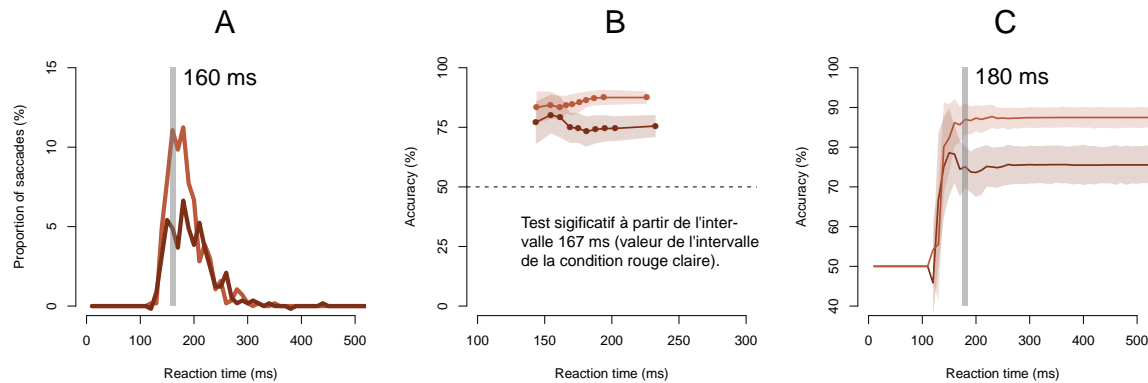 A
B
C
160 ms
180 ms
Proportion of saccades (%)
0
5
10
15
0
100
200
300
400
500
Reaction time (ms)
Accuracy (%)
0
25
50
75
100
Test sigificatif à partir de l'inter-
valle 167 ms (valeur de l'intervalle
de la condition rouge claire).
100
150
200
250
300
Reaction time (ms)
Accuracy (%)
40
50
60
70
80
90
100
0
100
200
300
400
500
Reaction time (ms)